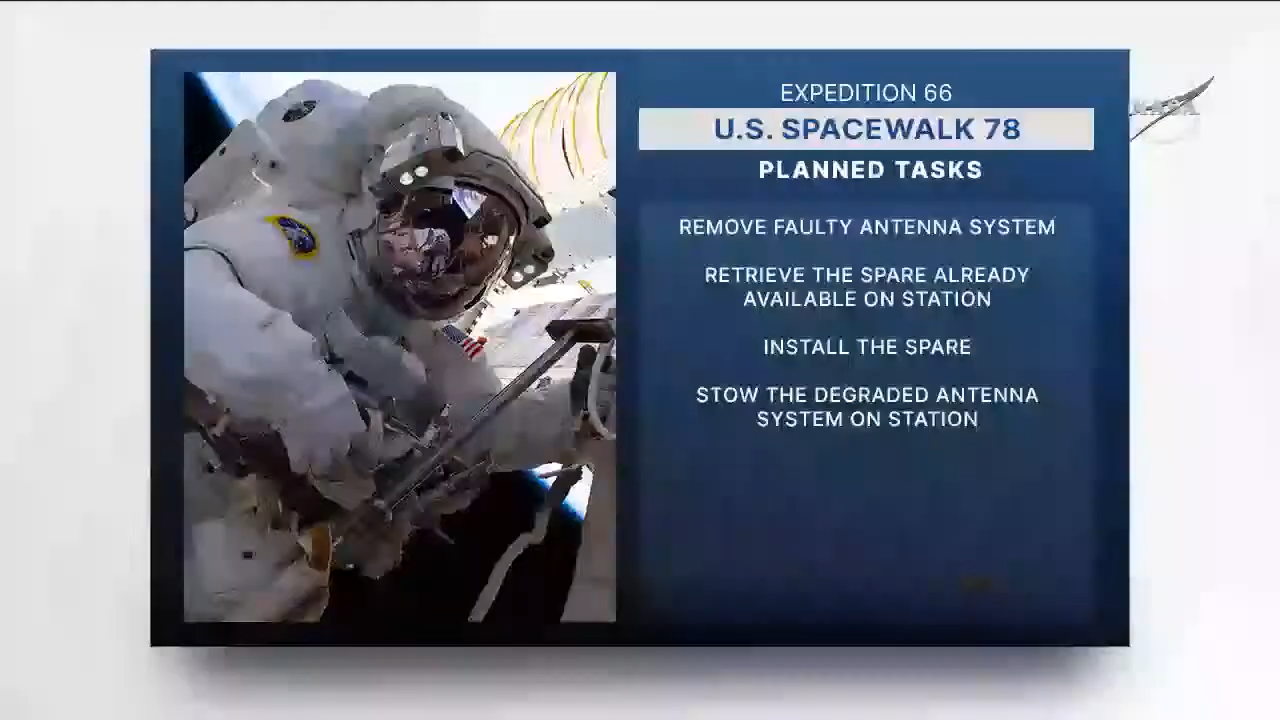 EXPEDITION 66
U.S. SPACEWALK 78
PLANNED TASKS
REMOVE FAULTY ANTENNA SYSTEM
RETRIEVE THE SPARE ALREADY
AVAILABLE ON STATION
INSTALL THE SPARE
STOW THE DEGRADED ANTENNA
SYSTEM ON STATION